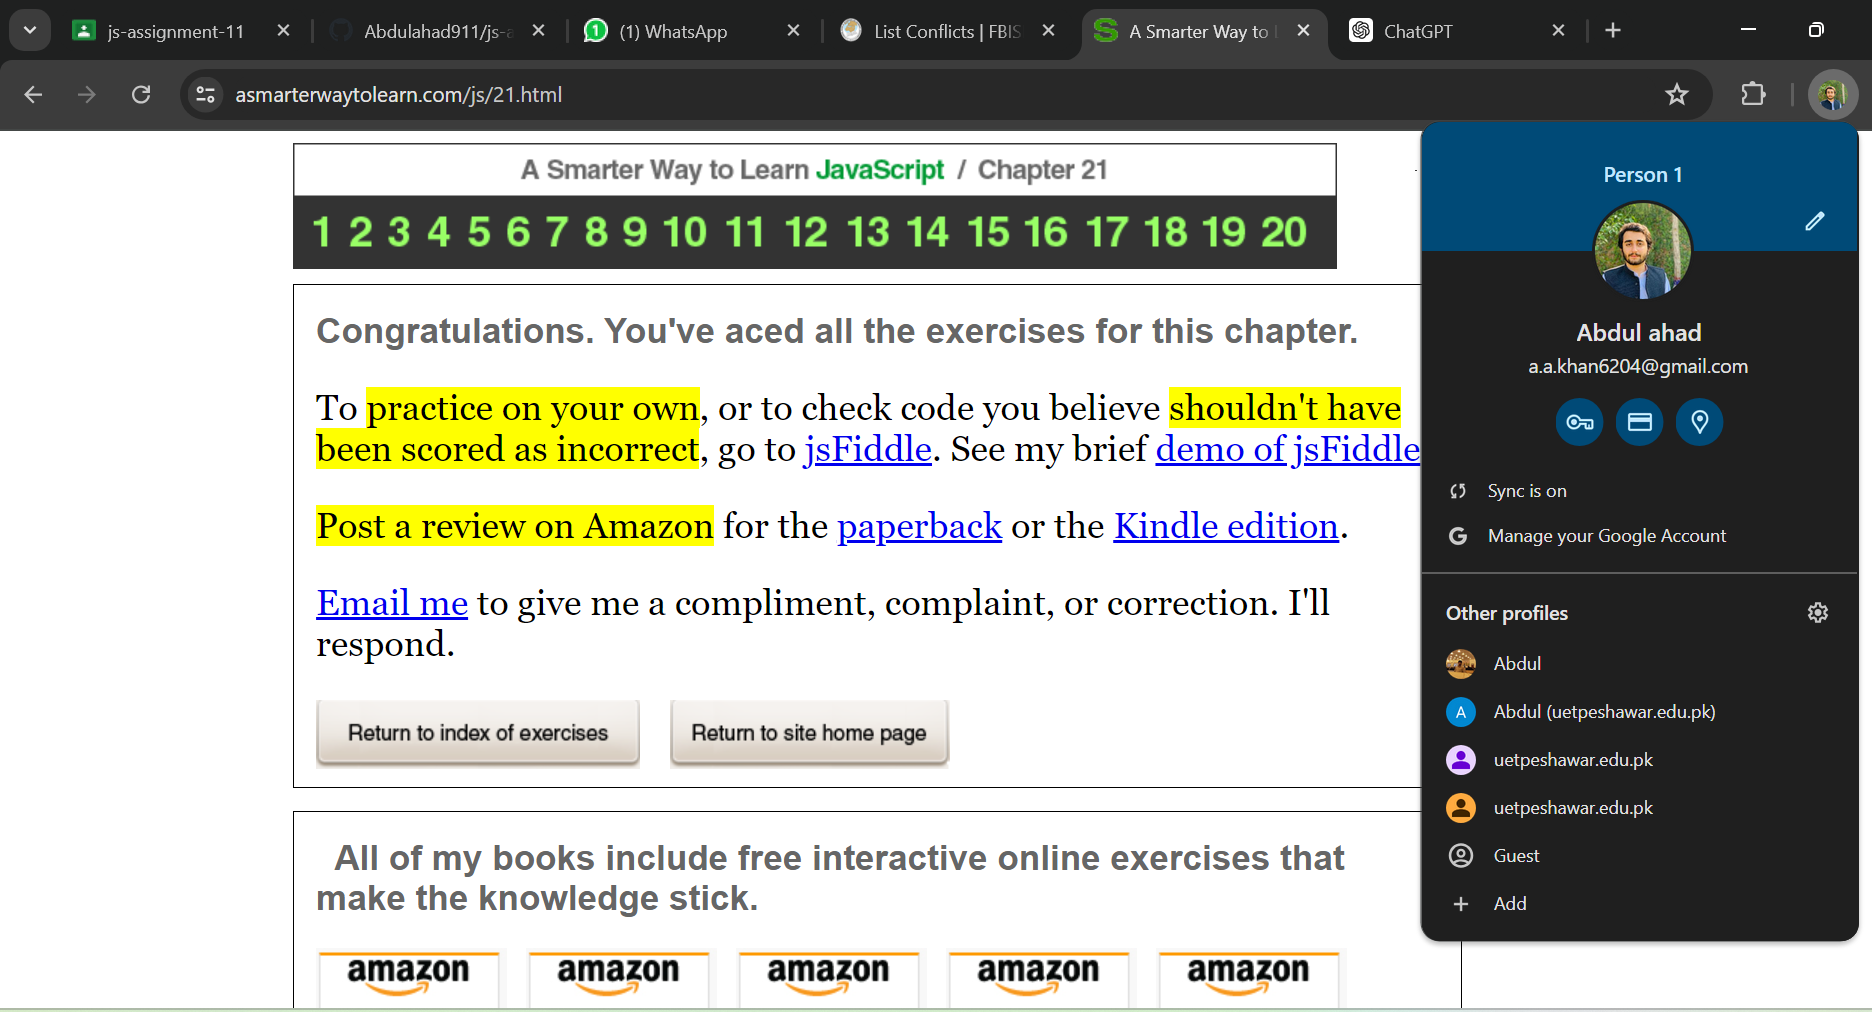 js-assignment-11
Abdulahad911/js-a
(1) WhatsApp
List Conflicts | FBIS
A Smarter Way to
ChatGPT
asmarterwaytolearn.com/js/21.html
A Smarter Way to Learn JavaScript / Chapter 21
1 2 3 4 5 6 7 8 9 10 11 12 13 14 15 16 17 18 19 20
Congratulations. You've aced all the exercises for this chapter.
To practice on your own, or to check code you believe shouldn't have
been scored as incorrect, go to jsFiddle. See my brief demo of jsFiddle
Post a review on Amazon for the paperback or the Kindle edition.
Email me to give me a compliment, complaint, or correction. I'll
respond.
Return to index of exercises
Return to site home page
All of my books include free interactive online exercises that
make the knowledge stick.
amazon
amazon
amazon
amazon
amazon
Person 1
Abdul ahad
a.a.khan6204@gmail.com
Sync is on
Manage your Google Account
Other profiles
Abdul
A
Abdul (uetpeshawar.edu.pk)
uetpeshawar.edu.pk
uetpeshawar.edu.pk
Guest
Add